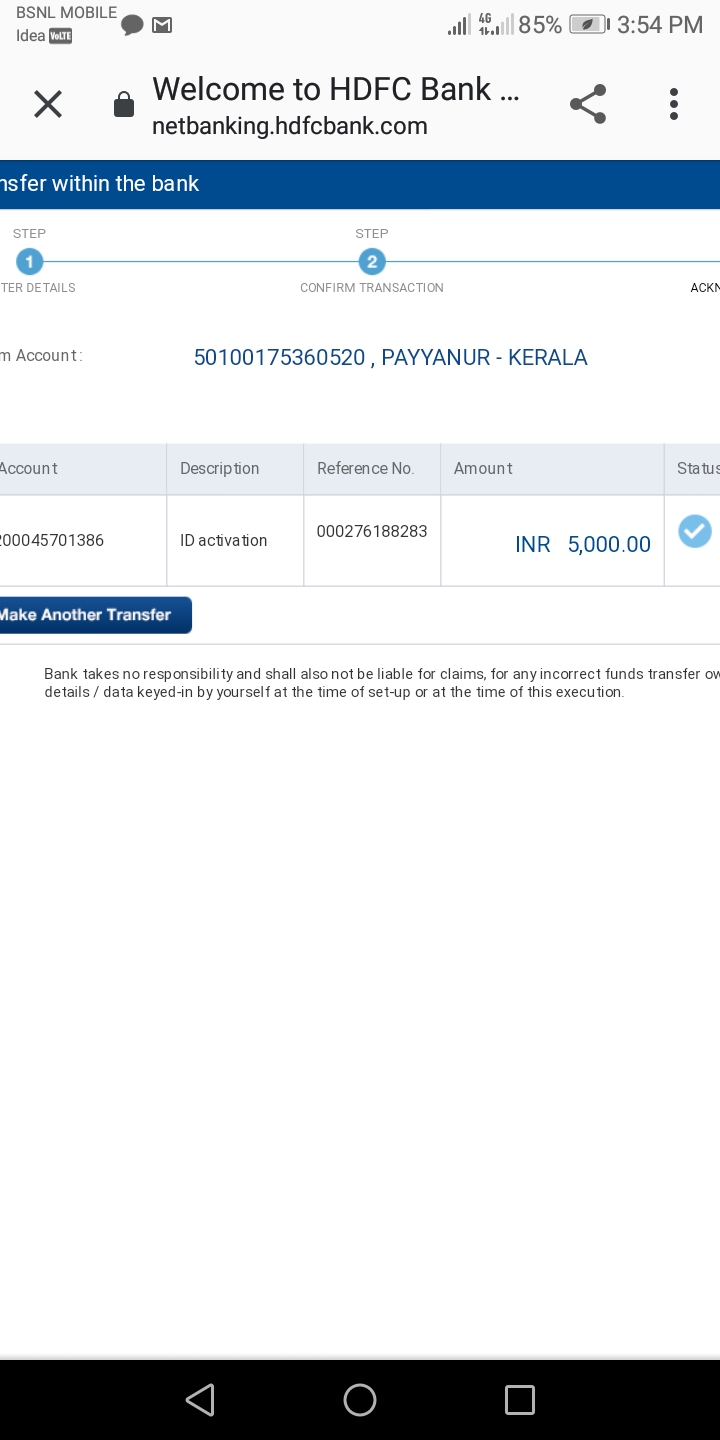 BSNL MOBILE
Idea VoLTE
4G 85% 3:54 PM
Welcome to HDFC Bank ...
netbanking.hdfcbank.com
nsfer within the bank
STEP STEP
1 2
TER DETAILS CONFIRM TRANSACTION ACKN
m Account : 50100175360520 , PAYYANUR - KERALA
Account Description Reference No. Amount Status
200045701386 ID activation 000276188283 INR 5,000.00
Make Another Transfer
Bank takes no responsibility and shall also not be liable for claims, for any incorrect funds transfer ow
details / data keyed-in by yourself at the time of set-up or at the time of this execution.